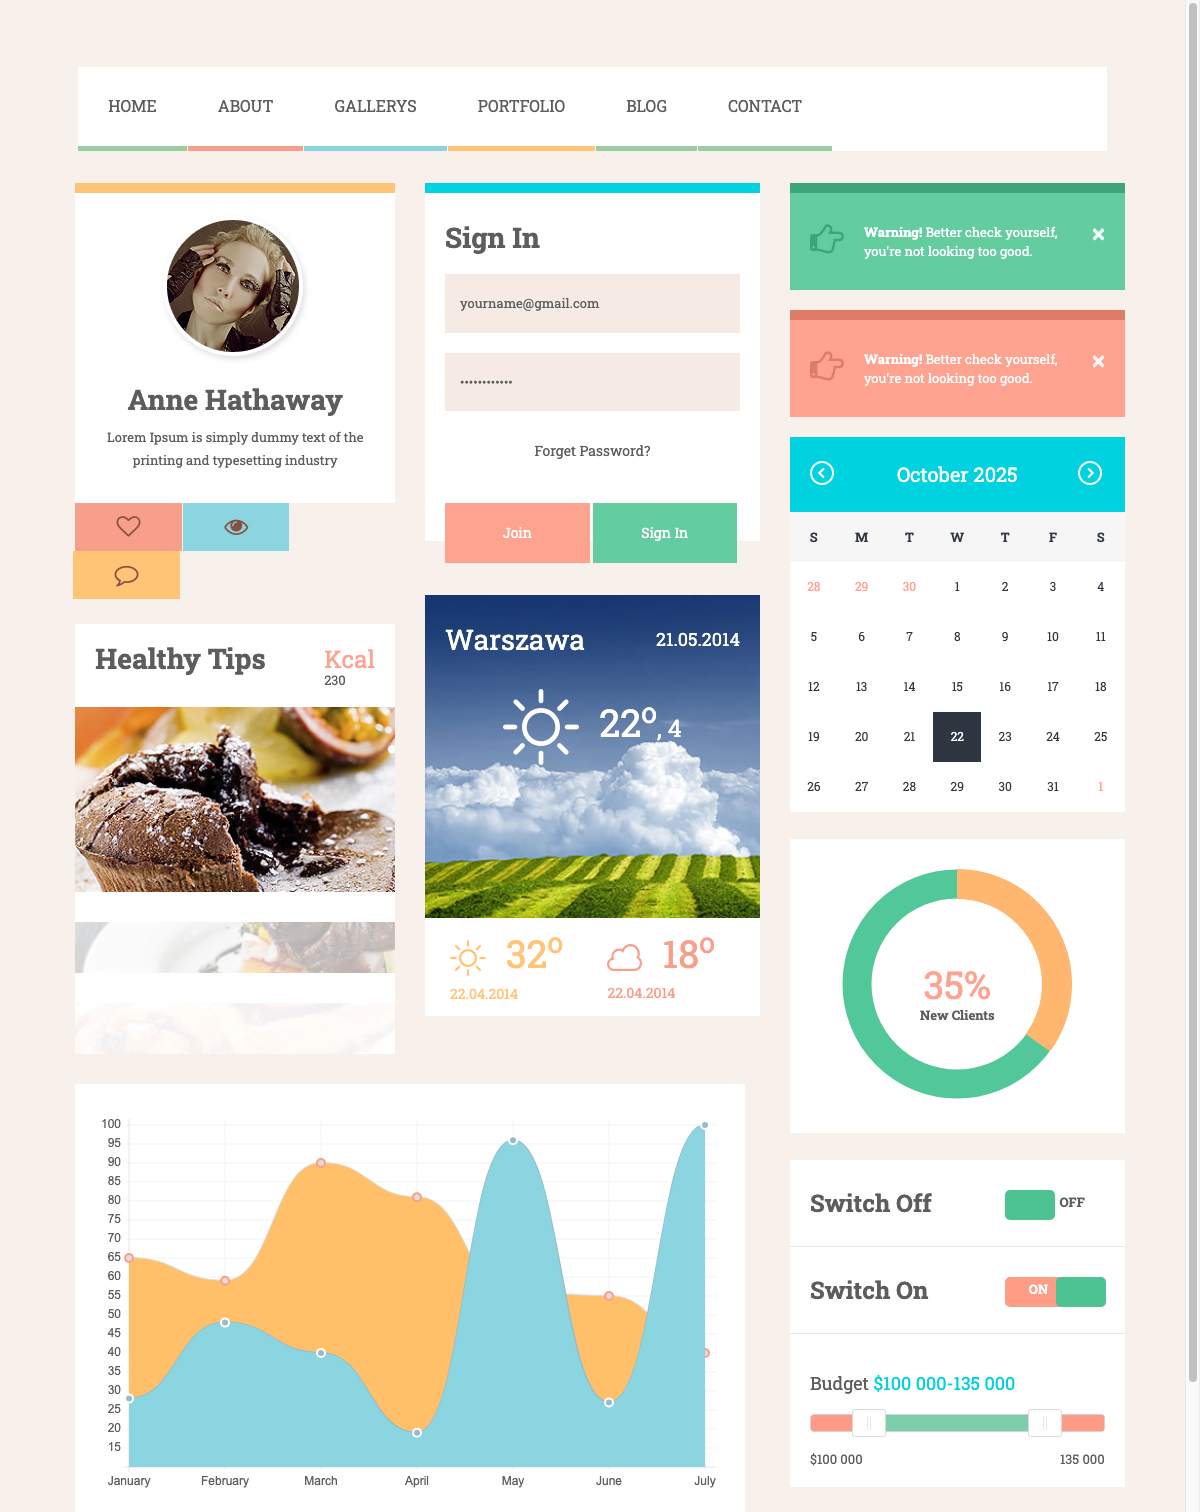 HOME ABOUT GALLERYS PORTFOLIO BLOG CONTACT
Anne Hathaway
Lorem Ipsum is simply dummy text of the
printing and typesetting industry
Healthy Tips
Kcal
230
Sign In
yourname@gmail.com
••••••••••••
Forget Password?
Join
Sign In
Warszawa
21.05.2014
22º, 4
32º
22.04.2014
18º
22.04.2014
Warning! Better check yourself,
you're not looking too good.
×
Warning! Better check yourself,
you're not looking too good.
×
October 2025
S M T W T F S
28 29 30 1 2 3 4
5 6 7 8 9 10 11
12 13 14 15 16 17 18
19 20 21 22 23 24 25
26 27 28 29 30 31 1
35%
New Clients
100
95
90
85
80
75
70
65
60
55
50
45
40
35
30
25
20
15
January February March April May June July
Switch Off
OFF
Switch On
ON
Budget $100 000-135 000
$100 000
135 000